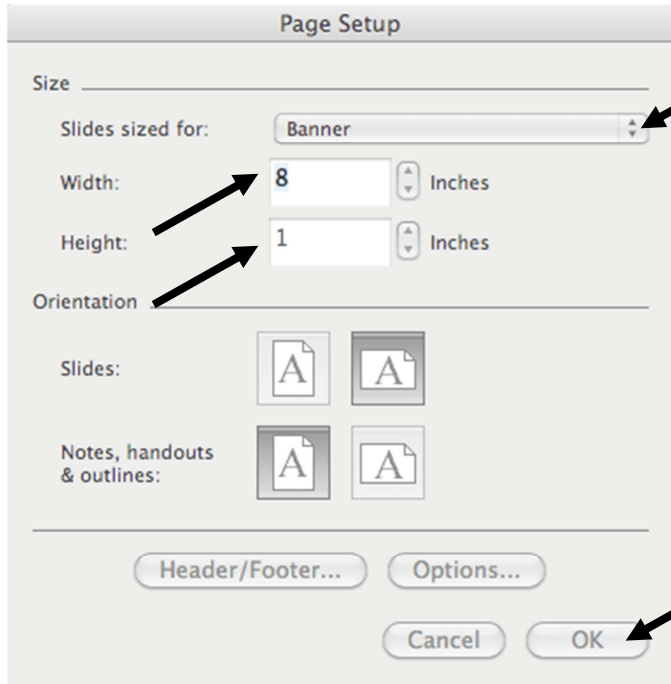 Page Setup
Size
Slides sized for: Banner
Width: 8 Inches
Height: 1 Inches
Orientation
Slides: A A
Notes, handouts
& outlines: A A
Header/Footer... Options...
Cancel OK